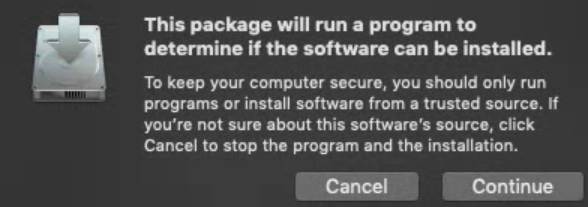 This package will run a program to
determine if the software can be installed.
To keep your computer secure, you should only run
programs or install software from a trusted source. If
you're not sure about this software's source, click
Cancel to stop the program and the installation.
Cancel
Continue